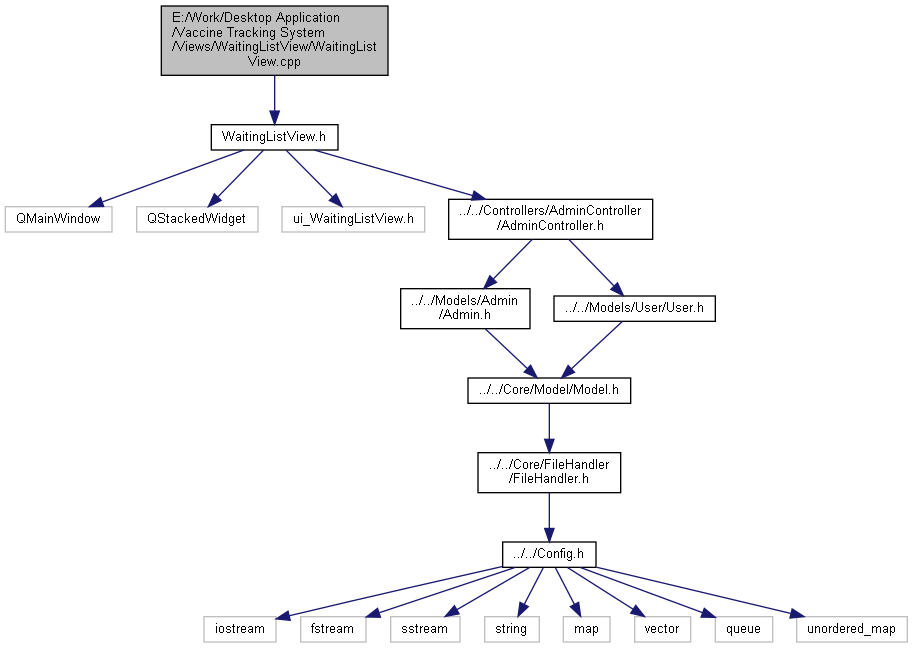 E:/Work/Desktop Application
/Vaccine Tracking System
/Views/WaitingListView/WaitingList
View.cpp
WaitingListView.h
QMainWindow
QStackedWidget
ui_WaitingListView.h
../../Controllers/AdminController
/AdminController.h
../../Models/Admin
/Admin.h
../../Models/User/User.h
../../Core/Model/Model.h
../../Core/FileHandler
/FileHandler.h
../../Config.h
iostream
fstream
sstream
string
map
vector
queue
unordered_map